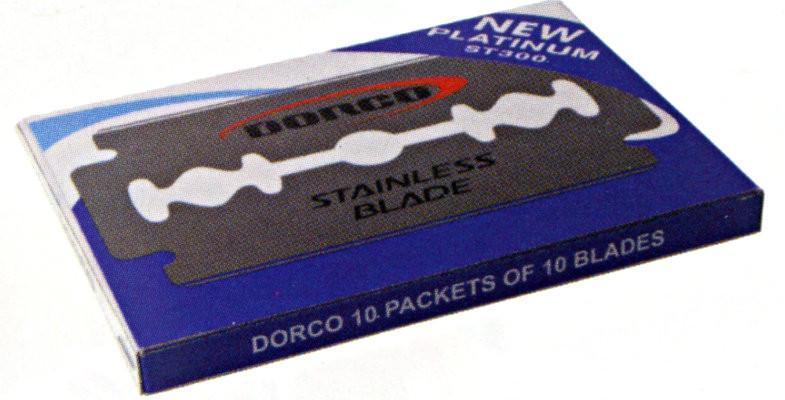 NEW
PLATINUM
ST300
DORCO
STAINLESS
BLADE
DORCO 10 PACKETS OF 10 BLADES